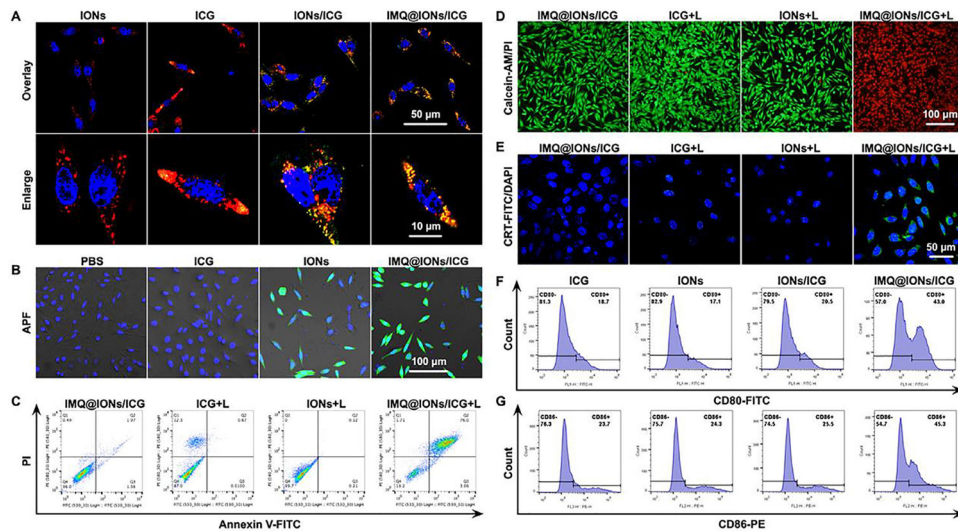 A
IONs
ICG
IONs/ICG
IMQ@IONs/ICG
Overlay
50 µm
Enlarge
10 µm
B
PBS
ICG
IONs
IMQ@IONs/ICG
APF
100 µm
C
IMQ@IONs/ICG
ICG+L
IONs+L
IMQ@IONs/ICG+L
PI
Annexin V-FITC
D
IMQ@IONs/ICG
ICG+L
IONs+L
IMQ@IONs/ICG+L
Calcein-AM/PI
100 µm
E
IMQ@IONs/ICG
ICG+L
IONs+L
IMQ@IONs/ICG+L
CRT-FITC/DAPI
50 µm
F
ICG
IONs
IONs/ICG
IMQ@IONs/ICG
Count
CD80- CD80+
81.3 18.7
CD80- CD80+
82.9 17.1
CD80- CD80+
79.5 20.5
CD80- CD80+
57.0 43.0
CD80-FITC
G
Count
CD86- CD86+
76.3 23.7
CD86- CD86+
75.7 24.3
CD86- CD86+
74.5 25.5
CD86- CD86+
54.7 45.3
CD86-PE